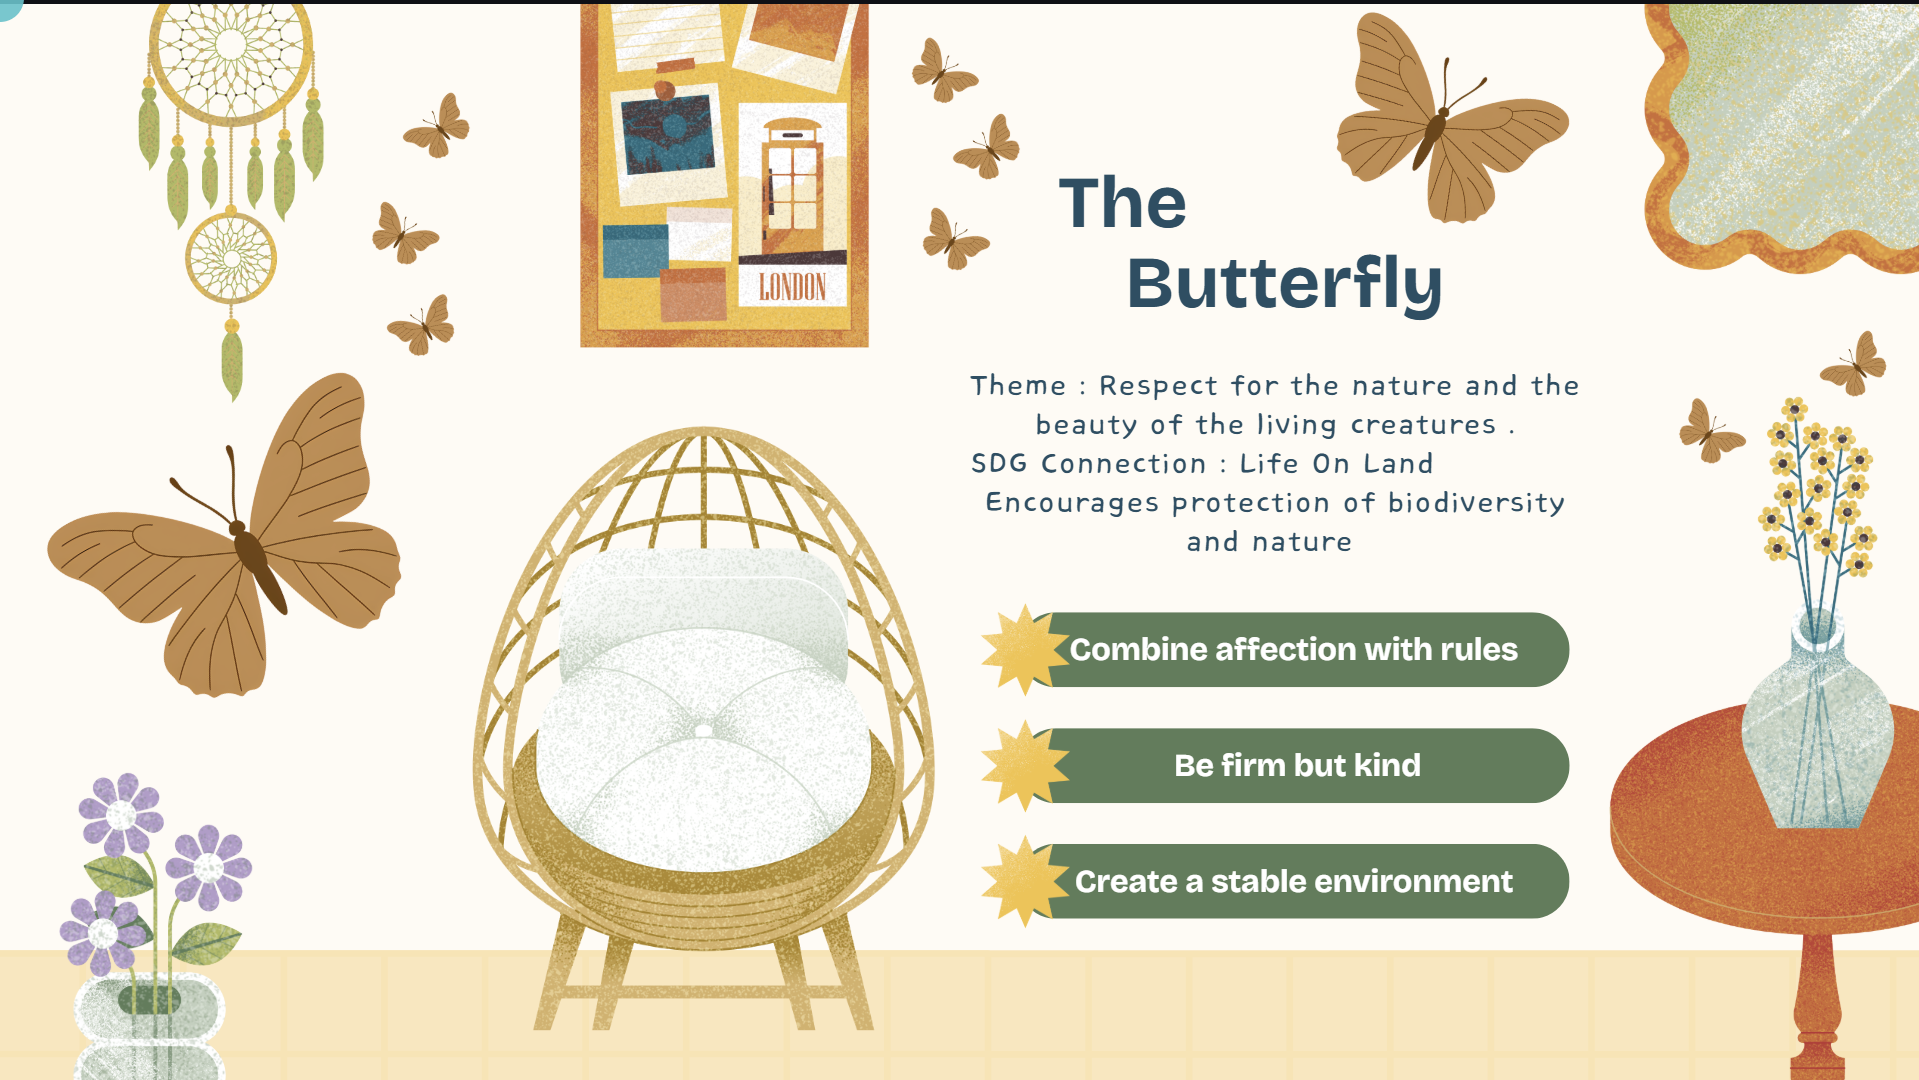 LONDON
The
Butterfly
Theme : Respect for the nature and the
beauty of the living creatures .
SDG Connection : Life On Land
Encourages protection of biodiversity
and nature
Combine affection with rules
Be firm but kind
Create a stable environment